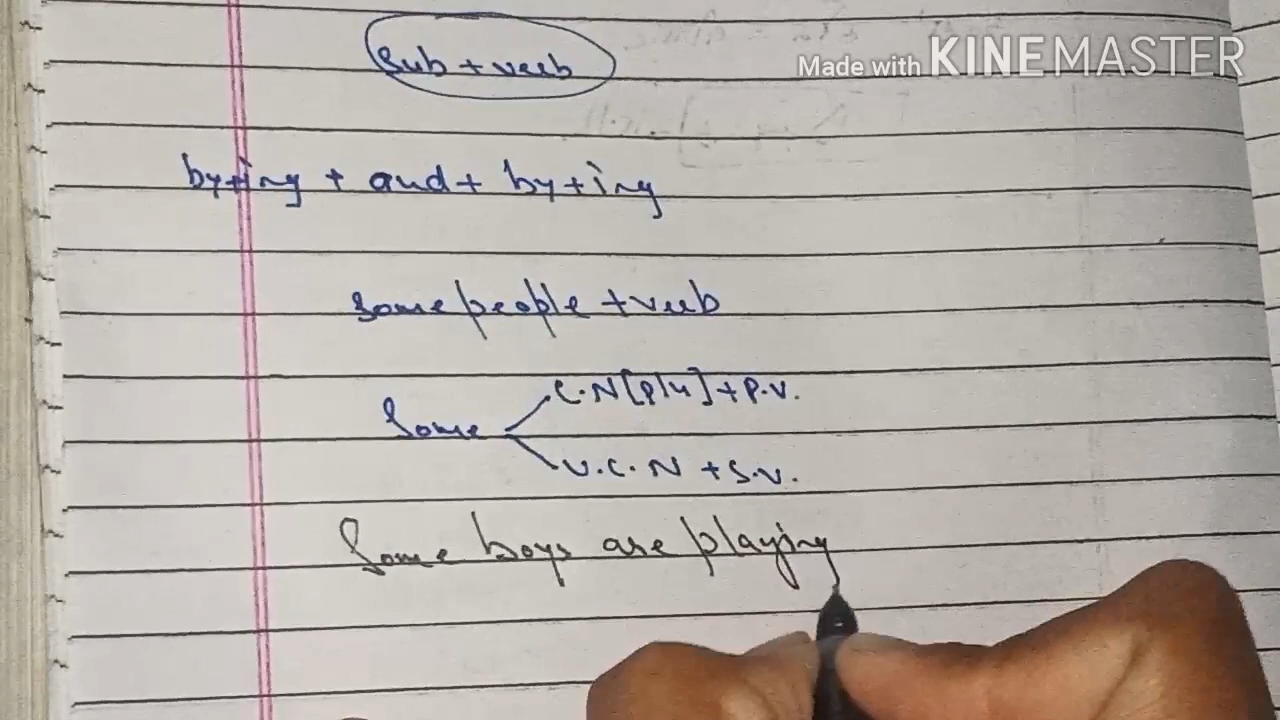 Sub + verb
Made with KINEMASTER
by+ing + and + by+ing
Some people + verb
Some
C.N [Plu] + P.V.
U.C.N + S.V.
Some boys are playing